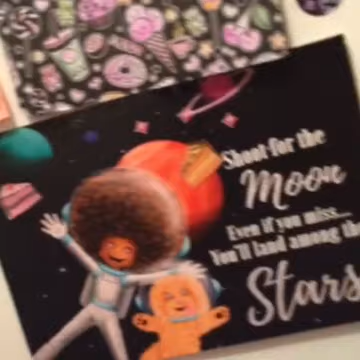 Shoot for the
Moon
Even if you miss...
You'll land among the
Stars